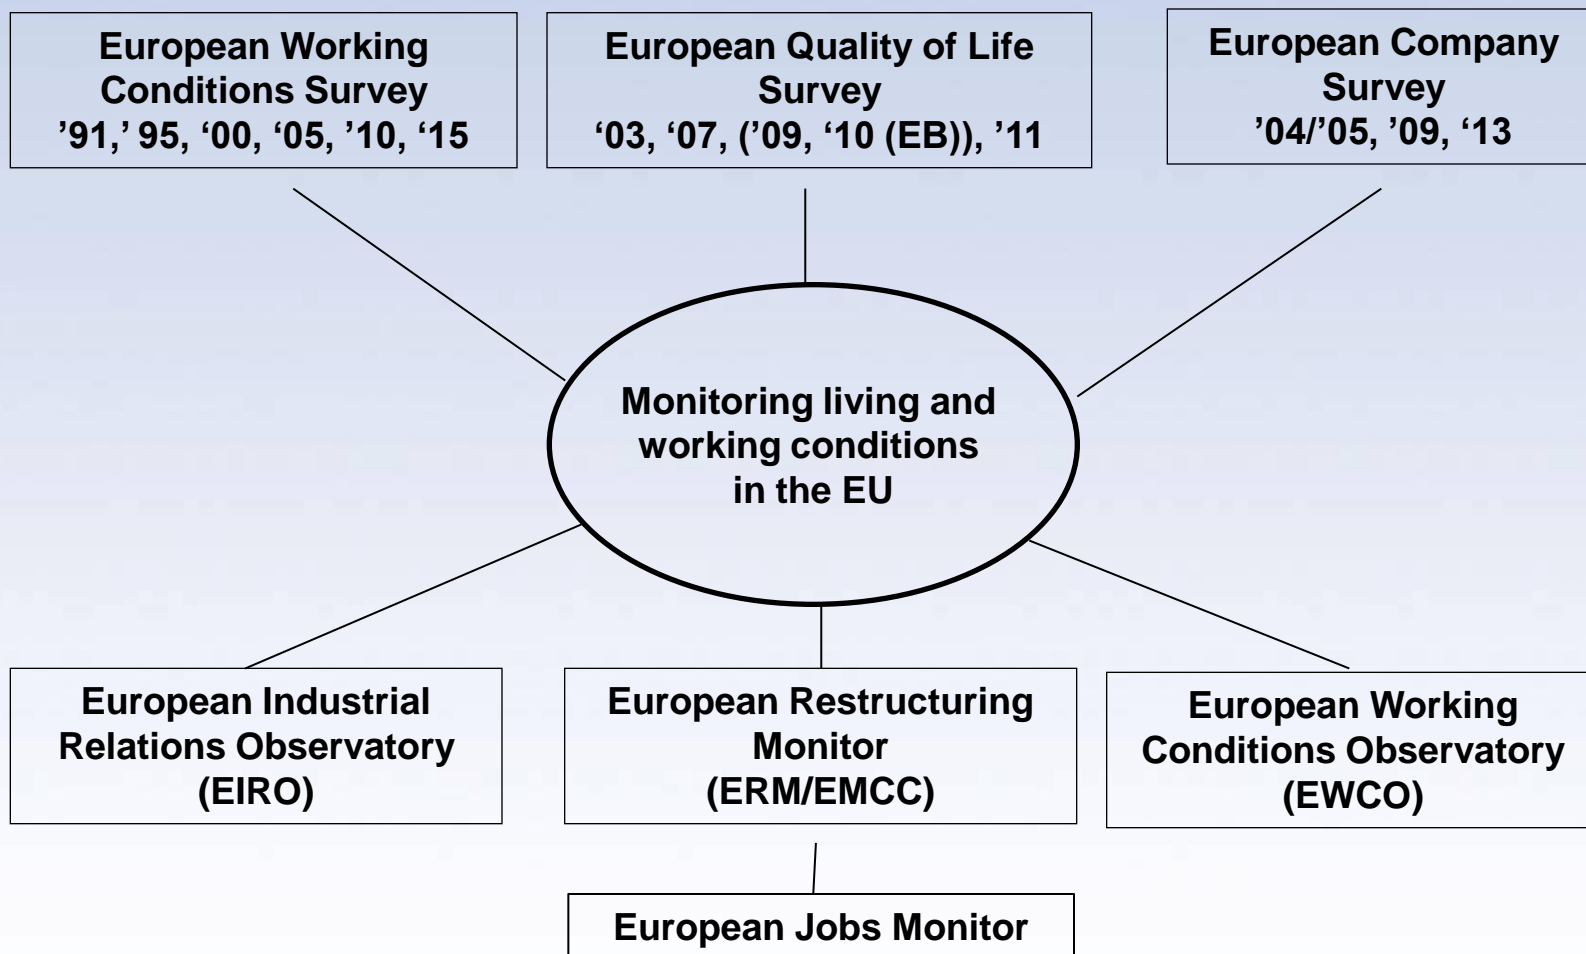 European Working
Conditions Survey
’91,’ 95, ‘00, ‘05, ’10, ‘15
European Quality of Life
Survey
‘03, ‘07, (’09, ‘10 (EB)), ’11
European Company
Survey
’04/’05, ’09, ‘13
Monitoring living and
working conditions
in the EU
European Industrial
Relations Observatory
(EIRO)
European Restructuring
Monitor
(ERM/EMCC)
European Working
Conditions Observatory
(EWCO)
European Jobs Monitor